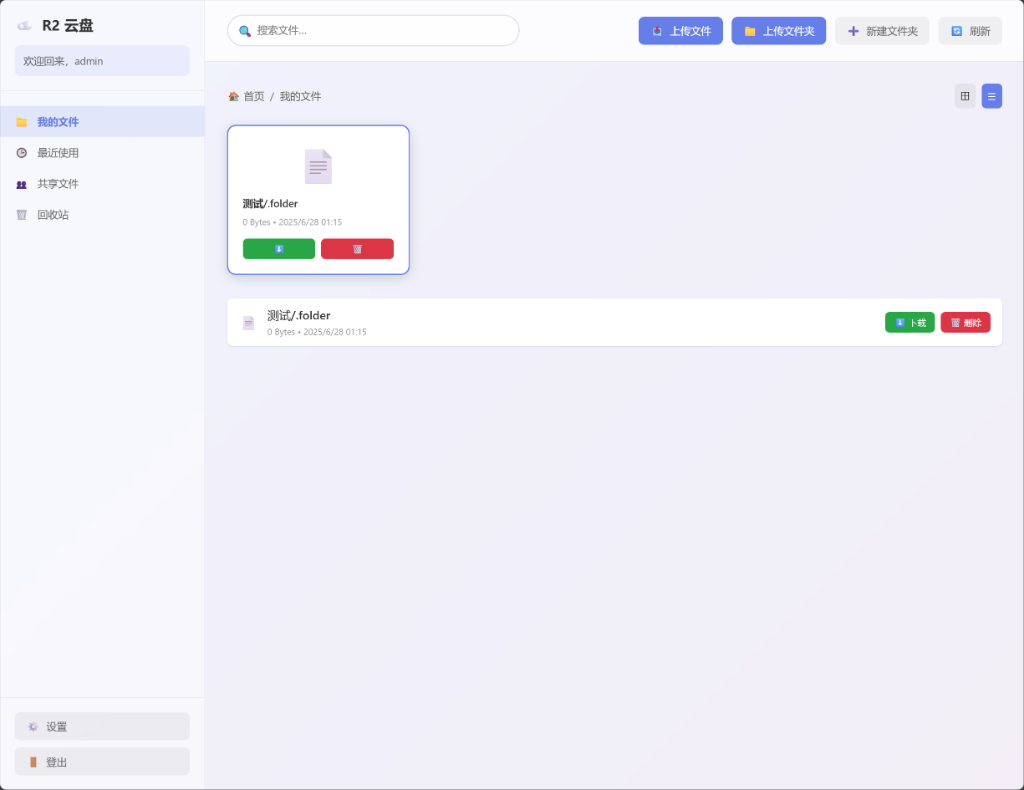 R2 云盘
欢迎回来，admin
我的文件
最近使用
共享文件
回收站
设置
登出
搜索文件...
上传文件
上传文件夹
新建文件夹
刷新
首页 / 我的文件
测试/.folder
0 Bytes • 2025/6/28 01:15
测试/.folder
0 Bytes • 2025/6/28 01:15
下载
删除